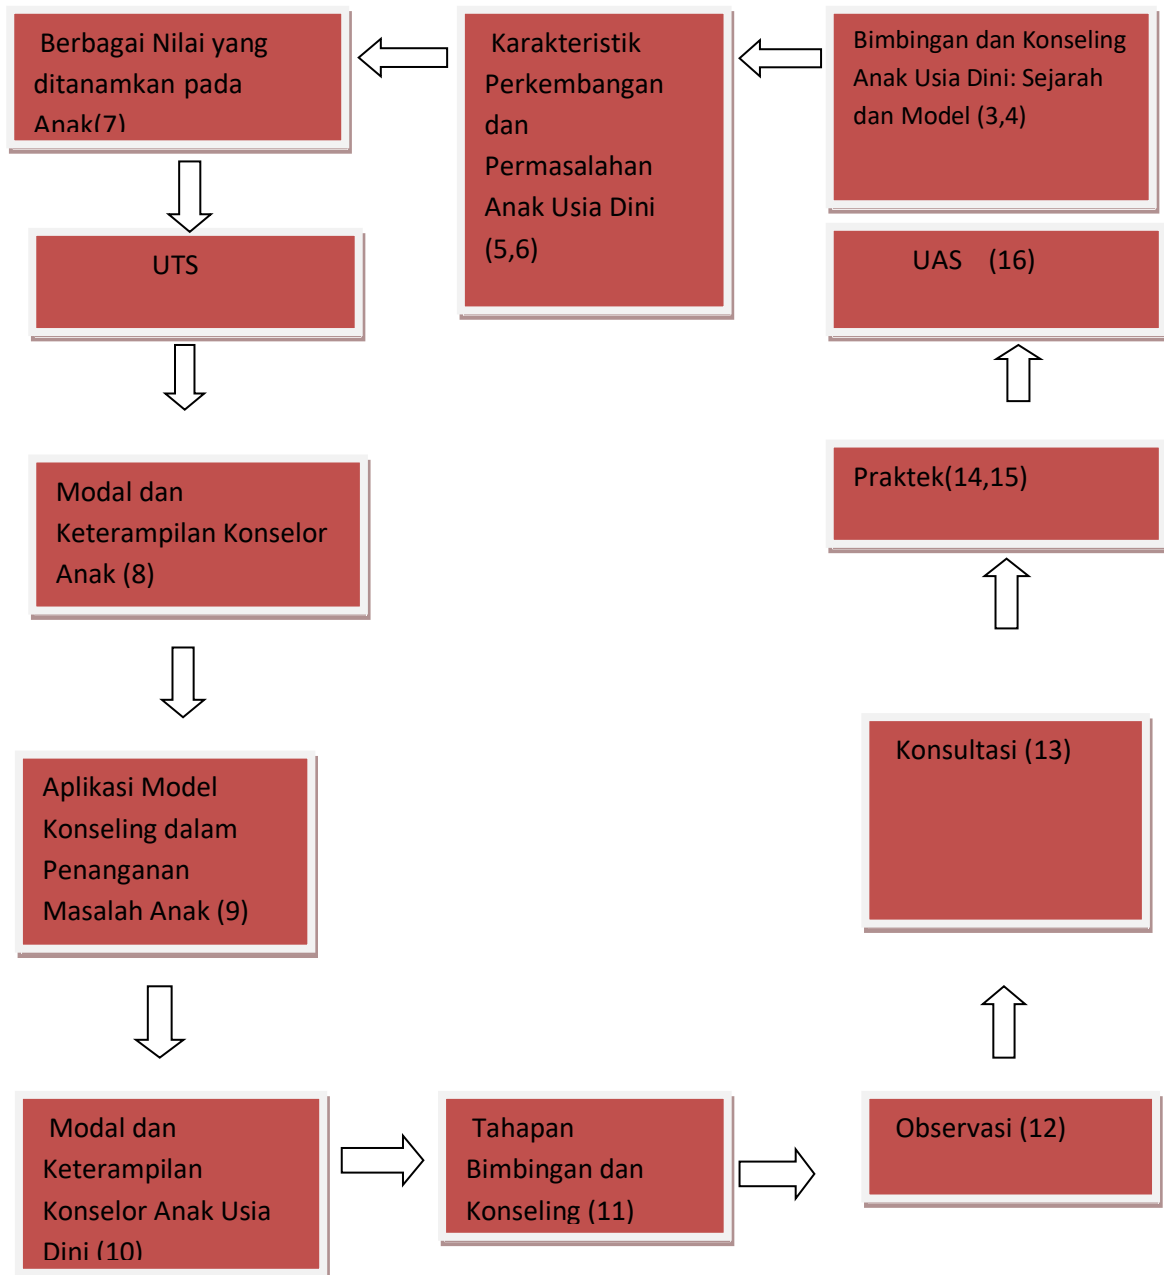 Berbagai Nilai yang
ditanamkan pada
Anak(7)
Karakteristik
Perkembangan
dan
Permasalahan
Anak Usia Dini
(5,6)
Bimbingan dan Konseling
Anak Usia Dini: Sejarah
dan Model (3,4)
UTS
UAS (16)
Modal dan
Keterampilan Konselor
Anak (8)
Praktek(14,15)
Aplikasi Model
Konseling dalam
Penanganan
Masalah Anak (9)
Konsultasi (13)
Modal dan
Keterampilan
Konselor Anak Usia
Dini (10)
Tahapan
Bimbingan dan
Konseling (11)
Observasi (12)